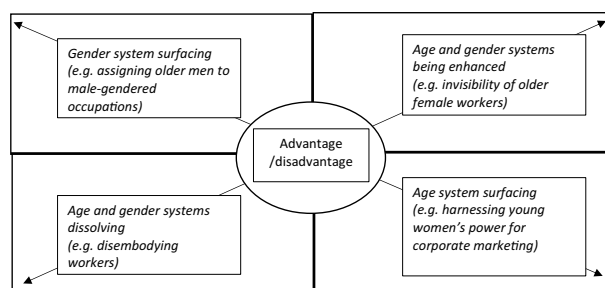 Gender system surfacing
(e.g. assigning older men to
male-gendered
occupations)
Age and gender systems
being enhanced
(e.g. invisibility of older
female workers)
Advantage
/disadvantage
Age and gender systems
dissolving
(e.g. disembodying
workers)
Age system surfacing
(e.g. harnessing young
women’s power for
corporate marketing)